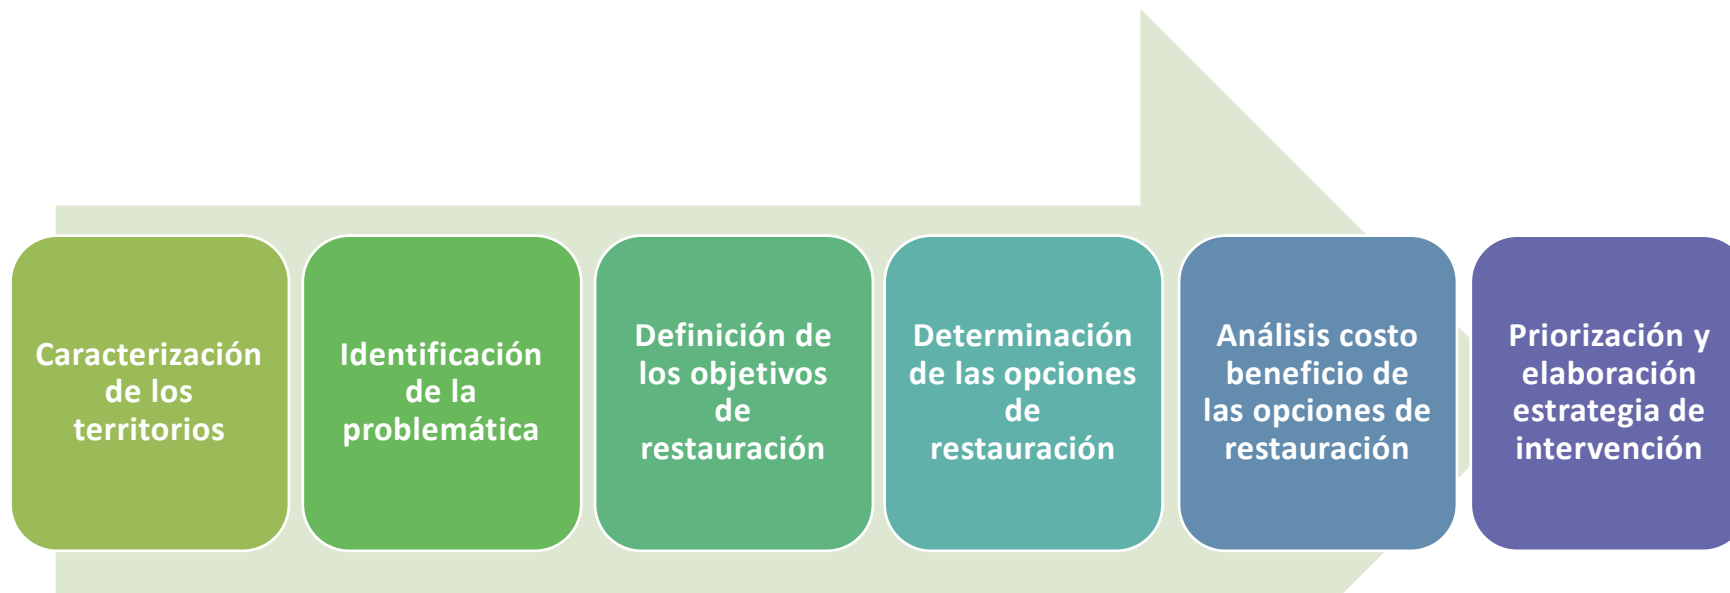 Caracterización
de los
territorios
Identificación
de la
problemática
Definición de
los objetivos
de
restauración
Determinación
de las opciones
de
restauración
Análisis costo
beneficio de
las opciones de
restauración
Priorización y
elaboración
estrategia de
intervención